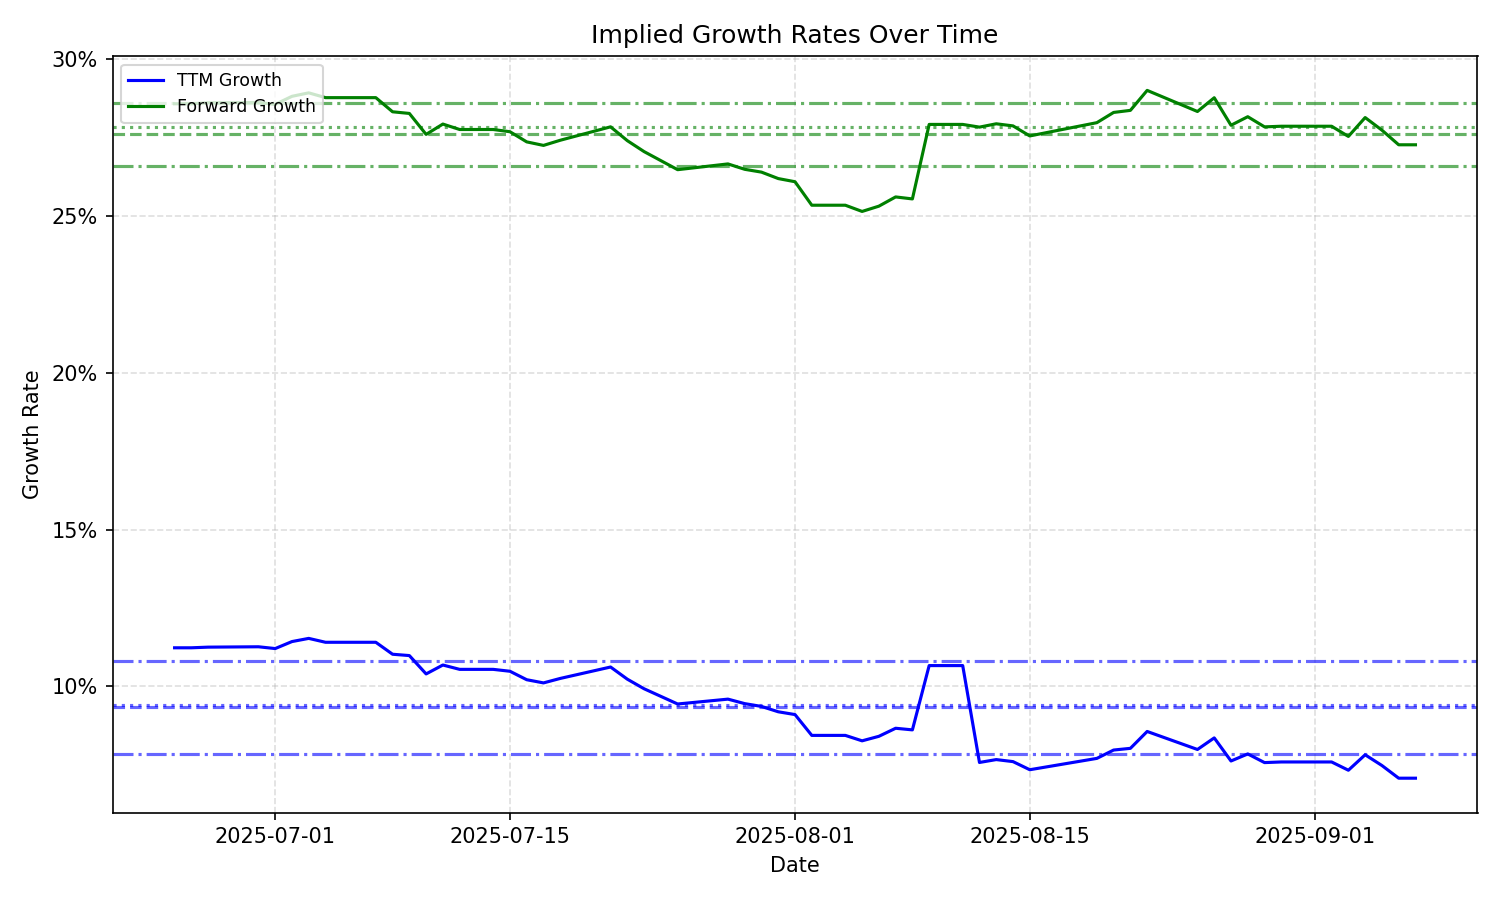 Implied Growth Rates Over Time
30%
25%
20%
15%
10%
Growth Rate
TTM Growth
Forward Growth
2025-07-01
2025-07-15
2025-08-01
2025-08-15
2025-09-01
Date